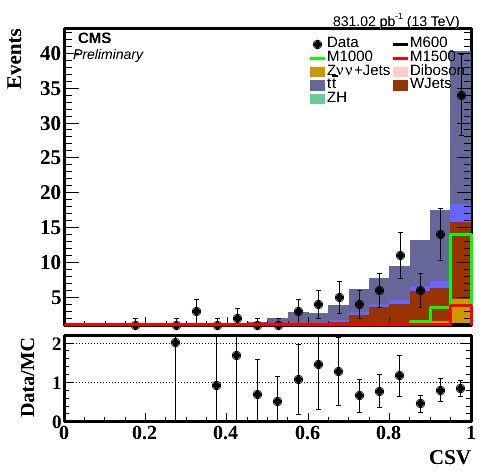 831.02 pb⁻¹ (13 TeV)
CMS
Preliminary
Data
M600
M1000
M1500
Zνν+Jets
Diboson
tt̄
WJets
ZH
Events
40
35
30
25
20
15
10
5
Data/MC
2
1
0
0 0.2 0.4 0.6 0.8 1
CSV